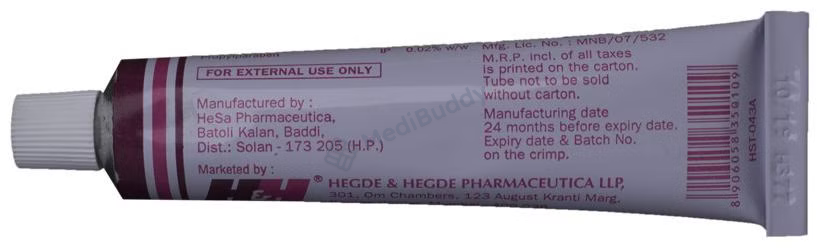 Propylparaben IP 0.02% w/w
FOR EXTERNAL USE ONLY
Manufactured by :
HeSa Pharmaceutica,
Batoli Kalan, Baddi,
Dist.: Solan - 173 205 (H.P.)
Marketed by :
H&H®
HEGDE & HEGDE PHARMACEUTICA LLP,
301, Om Chambers, 123 August Kranti Marg,
Mfg. Lic. No. : MNB/07/532
M.R.P. incl. of all taxes
is printed on the carton.
Tube not to be sold
without carton.
Manufacturing date
24 months before expiry date.
Expiry date & Batch No.
on the crimp.
8906058350109
HST-043A
MediBuddy